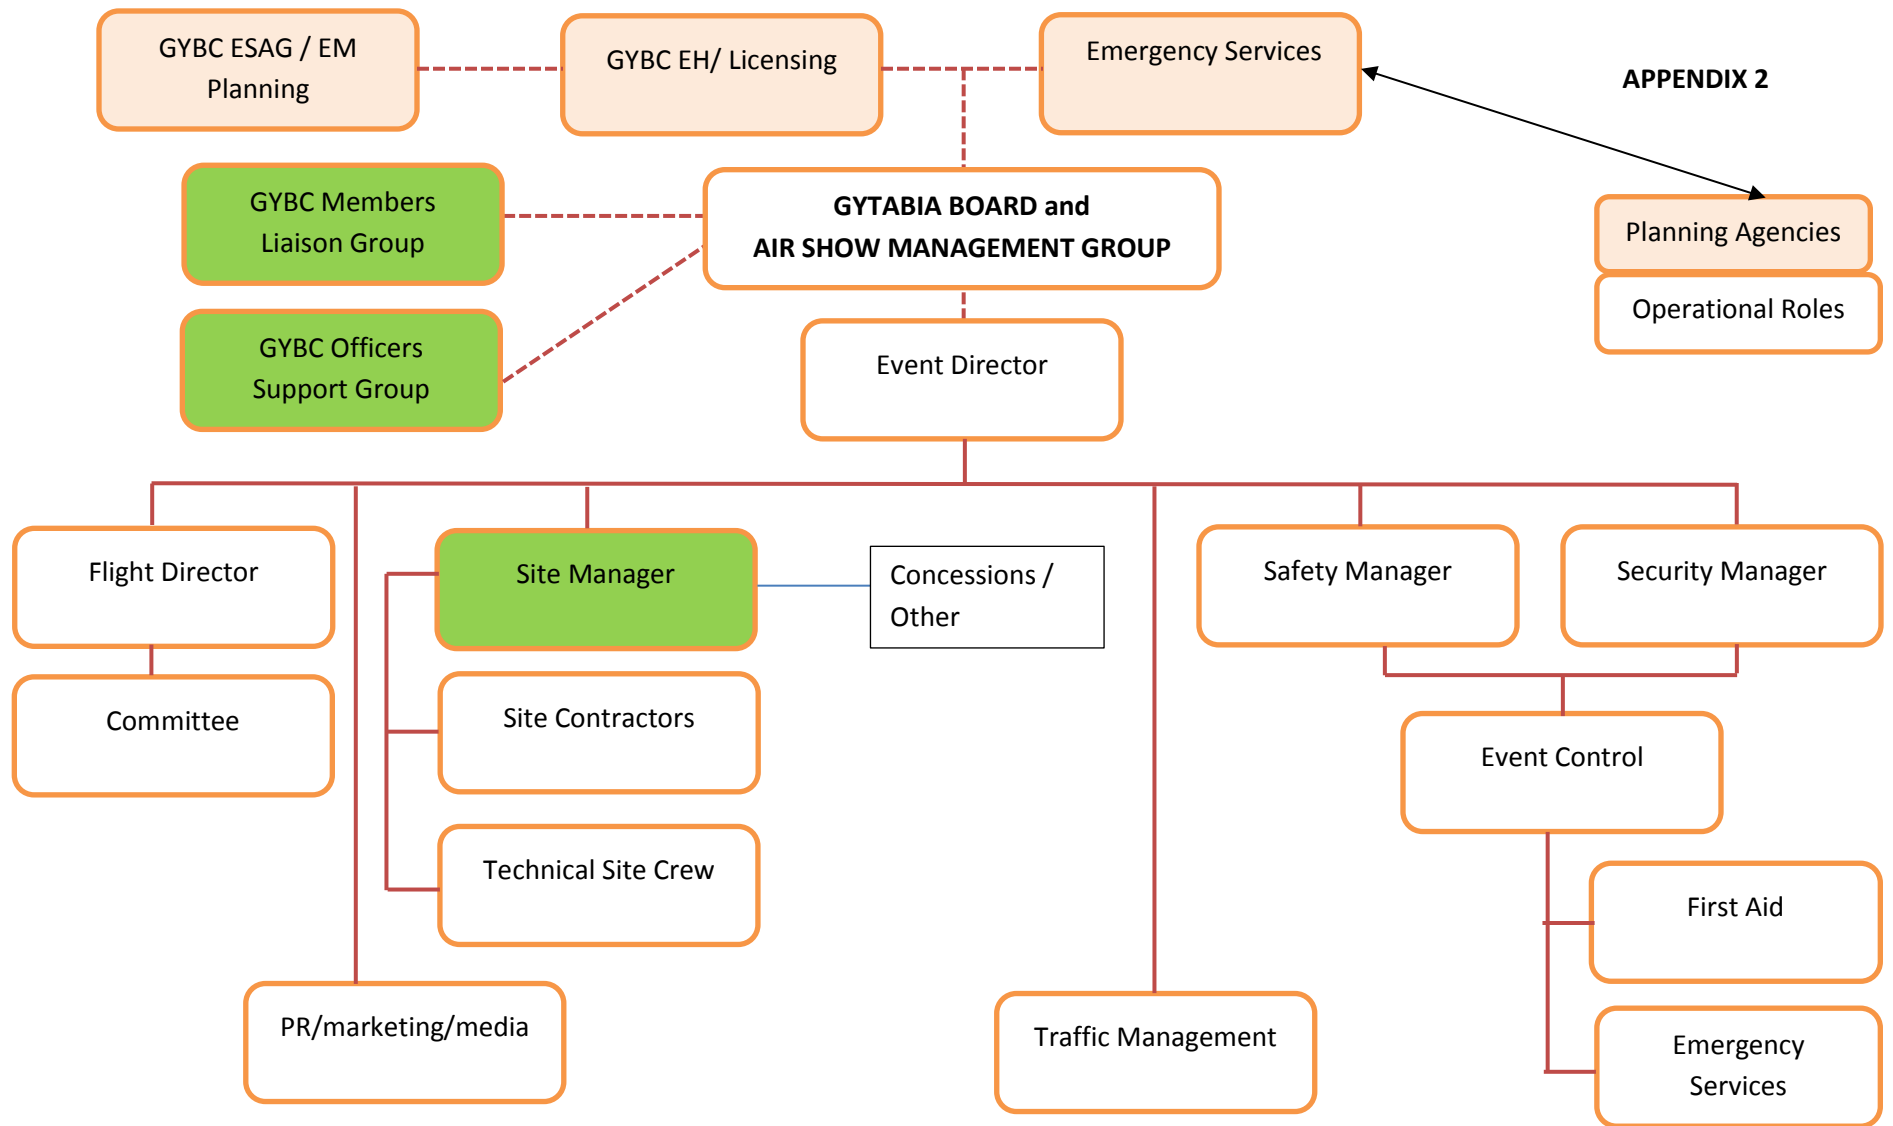 GYBC ESAG / EM
Planning
GYBC EH/ Licensing
Emergency Services
APPENDIX 2
GYBC Members
Liaison Group
GYTABIA BOARD and
AIR SHOW MANAGEMENT GROUP
Planning Agencies
Operational Roles
GYBC Officers
Support Group
Event Director
Flight Director
Site Manager
Concessions /
Other
Safety Manager
Security Manager
Committee
Site Contractors
Event Control
Technical Site Crew
First Aid
PR/marketing/media
Traffic Management
Emergency
Services